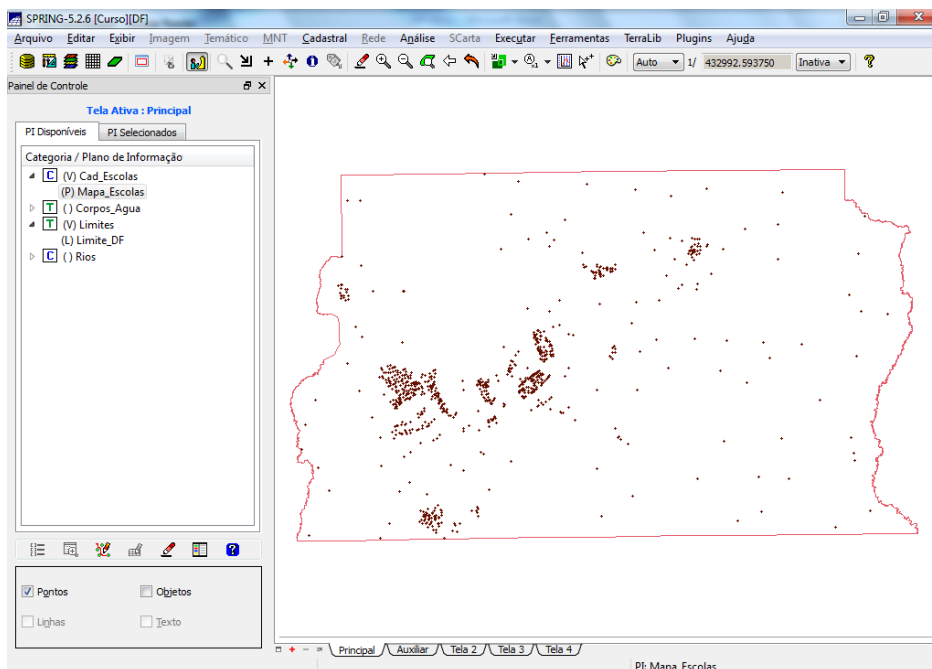 SPRING-5.2.6 [Curso][DF]
Arquivo Editar Exibir Imagem Temático MNT Cadastral Rede Análise SCarta Executar Ferramentas TerraLib Plugins Ajuda
Auto 1/ 432992.593750 Inativa
Painel de Controle
Tela Ativa : Principal
PI Disponíveis PI Selecionados
Categoria / Plano de Informação
C (V) Cad_Escolas
(P) Mapa_Escolas
T ( ) Corpos_Agua
T (V) Limites
(L) Limite_DF
C ( ) Rios
Pontos Objetos
Linhas Texto
Principal Auxiliar Tela 2 Tela 3 Tela 4
PI: Mapa_Escolas